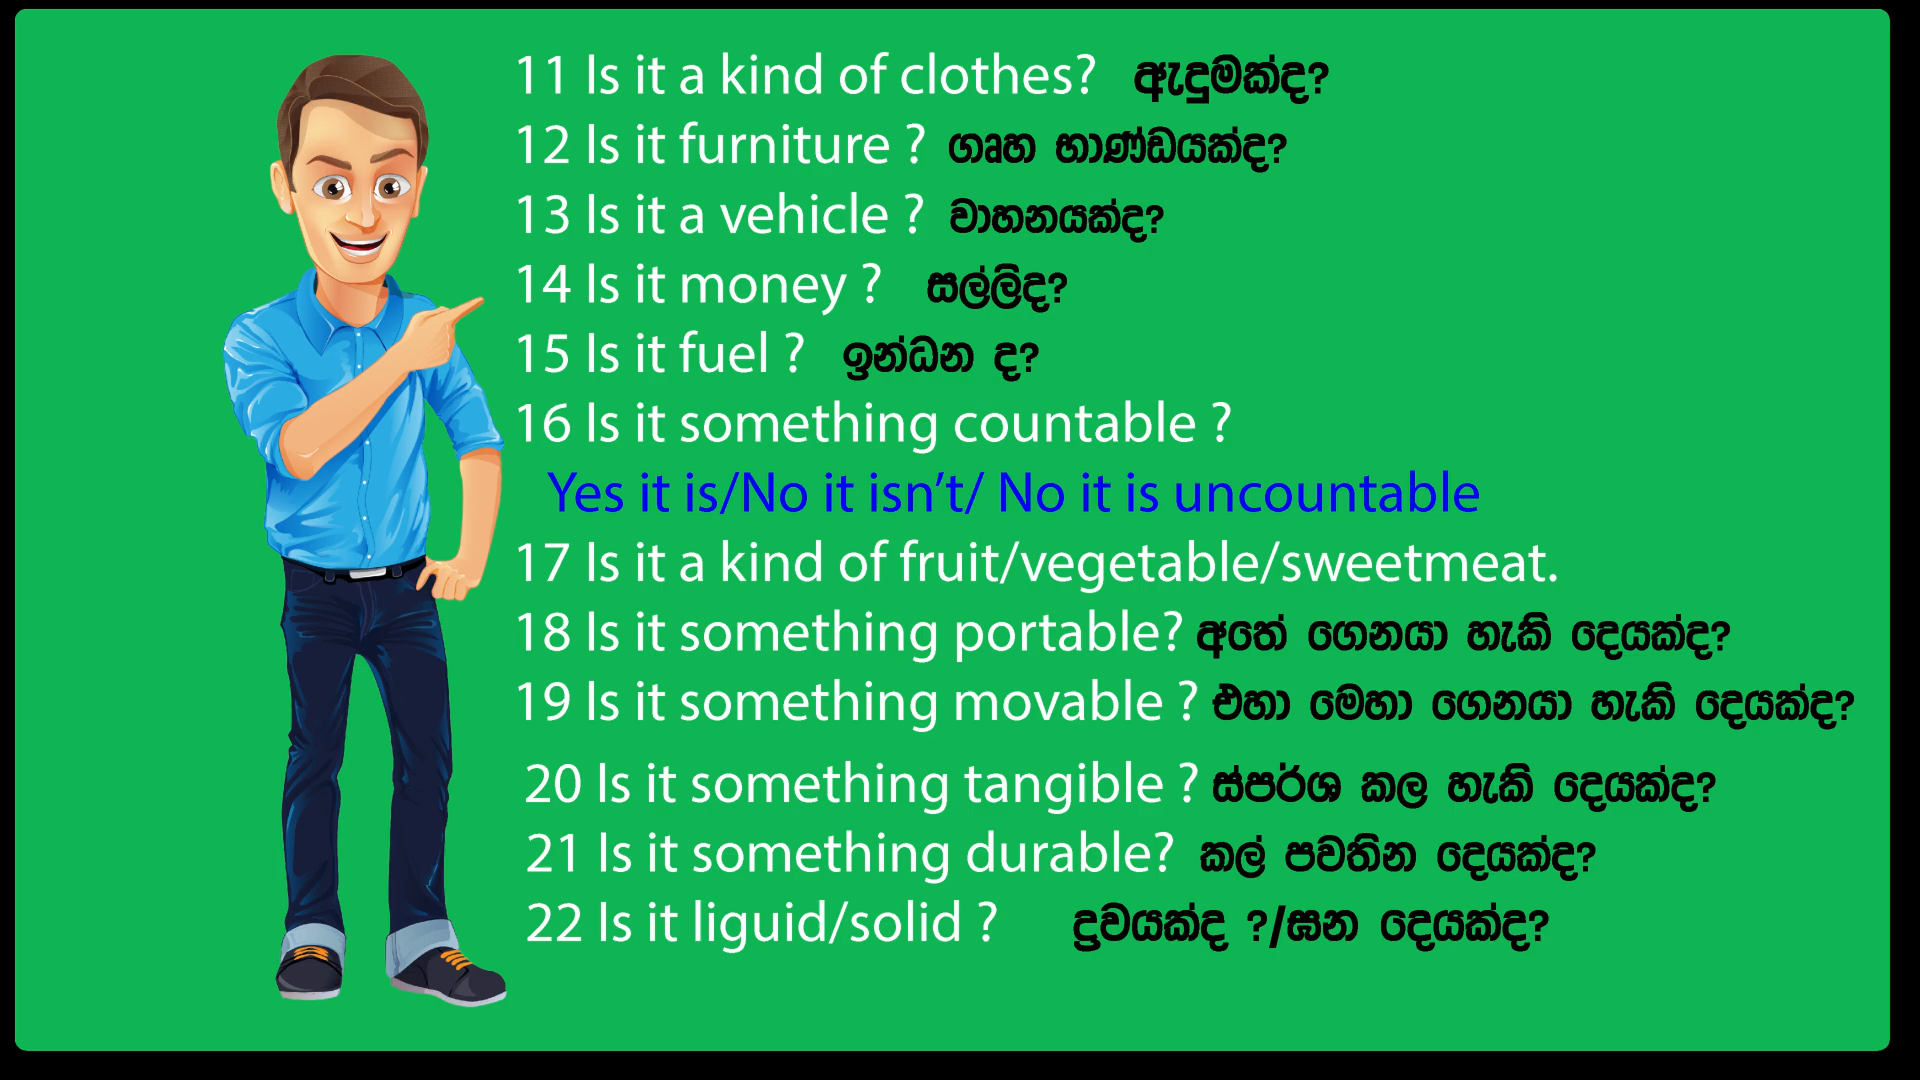 11 Is it a kind of clothes? ඇඳුමක්ද?
12 Is it furniture ? ගෘහ භාණ්ඩයක්ද?
13 Is it a vehicle ? වාහනයක්ද?
14 Is it money ? සල්ලිද?
15 Is it fuel ? ඉන්ධන ද?
16 Is it something countable ?
Yes it is/No it isn’t/ No it is uncountable
17 Is it a kind of fruit/vegetable/sweetmeat.
18 Is it something portable? අතේ ගෙනයා හැකි දෙයක්ද?
19 Is it something movable ? එහා මෙහා ගෙනයා හැකි දෙයක්ද?
20 Is it something tangible ? ස්පර්ශ කල හැකි දෙයක්ද?
21 Is it something durable? කල් පවතින දෙයක්ද?
22 Is it liguid/solid ? ද්‍රවයක්ද ?/ඝන දෙයක්ද?